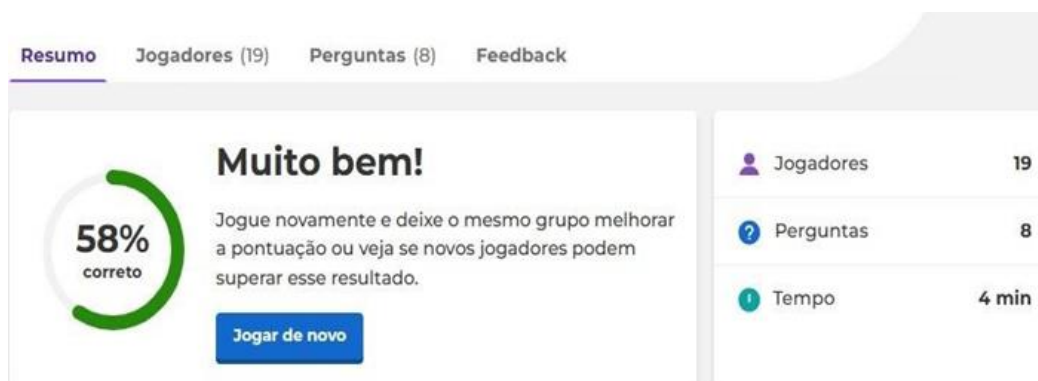 Resumo Jogadores (19) Perguntas (8) Feedback
58%
correto
Muito bem!
Jogue novamente e deixe o mesmo grupo melhorar
a pontuação ou veja se novos jogadores podem
superar esse resultado.
Jogar de novo
Jogadores 19
Perguntas 8
Tempo 4 min